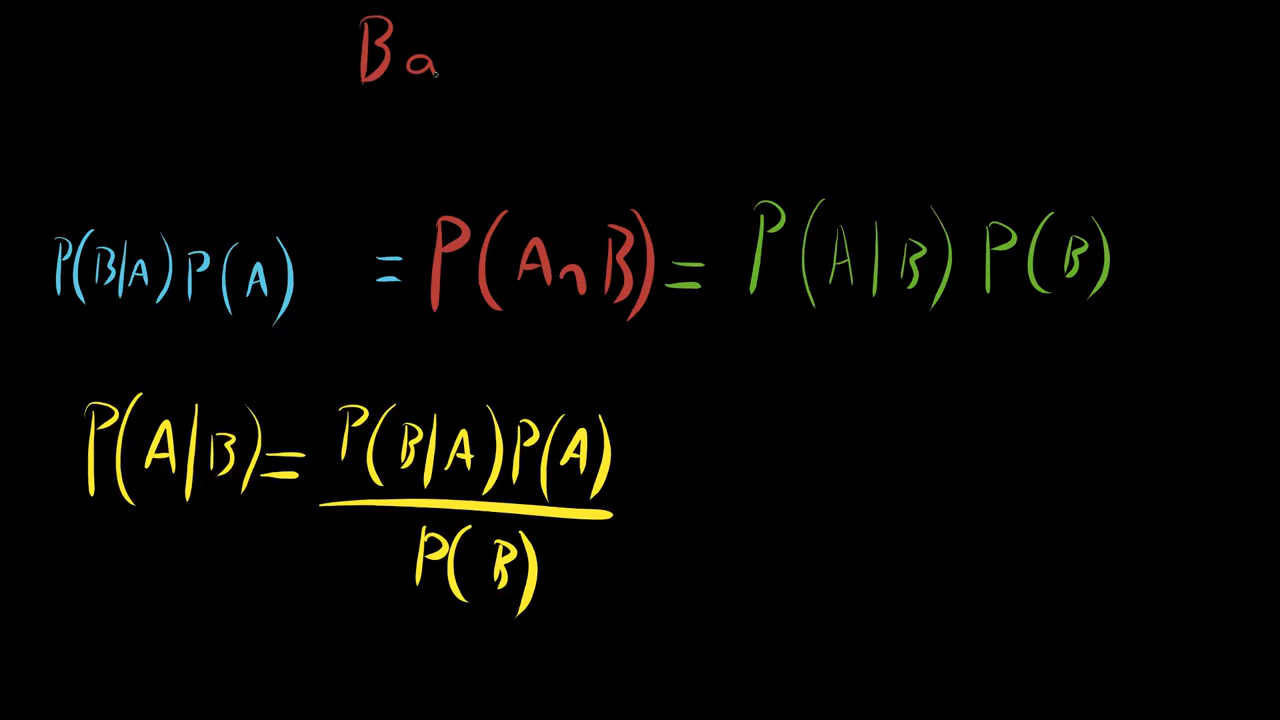 Ba
P(B|A)P(A) = P(A∩B) = P(A|B)P(B)
P(A|B) = P(B|A)P(A)
P(B)